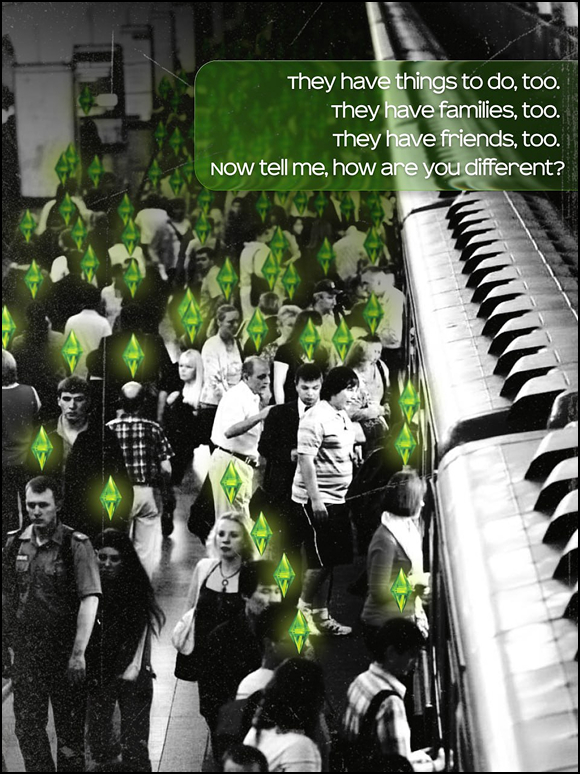 They have things to do, too.
They have families, too.
They have friends, too.
Now tell me, how are you different?